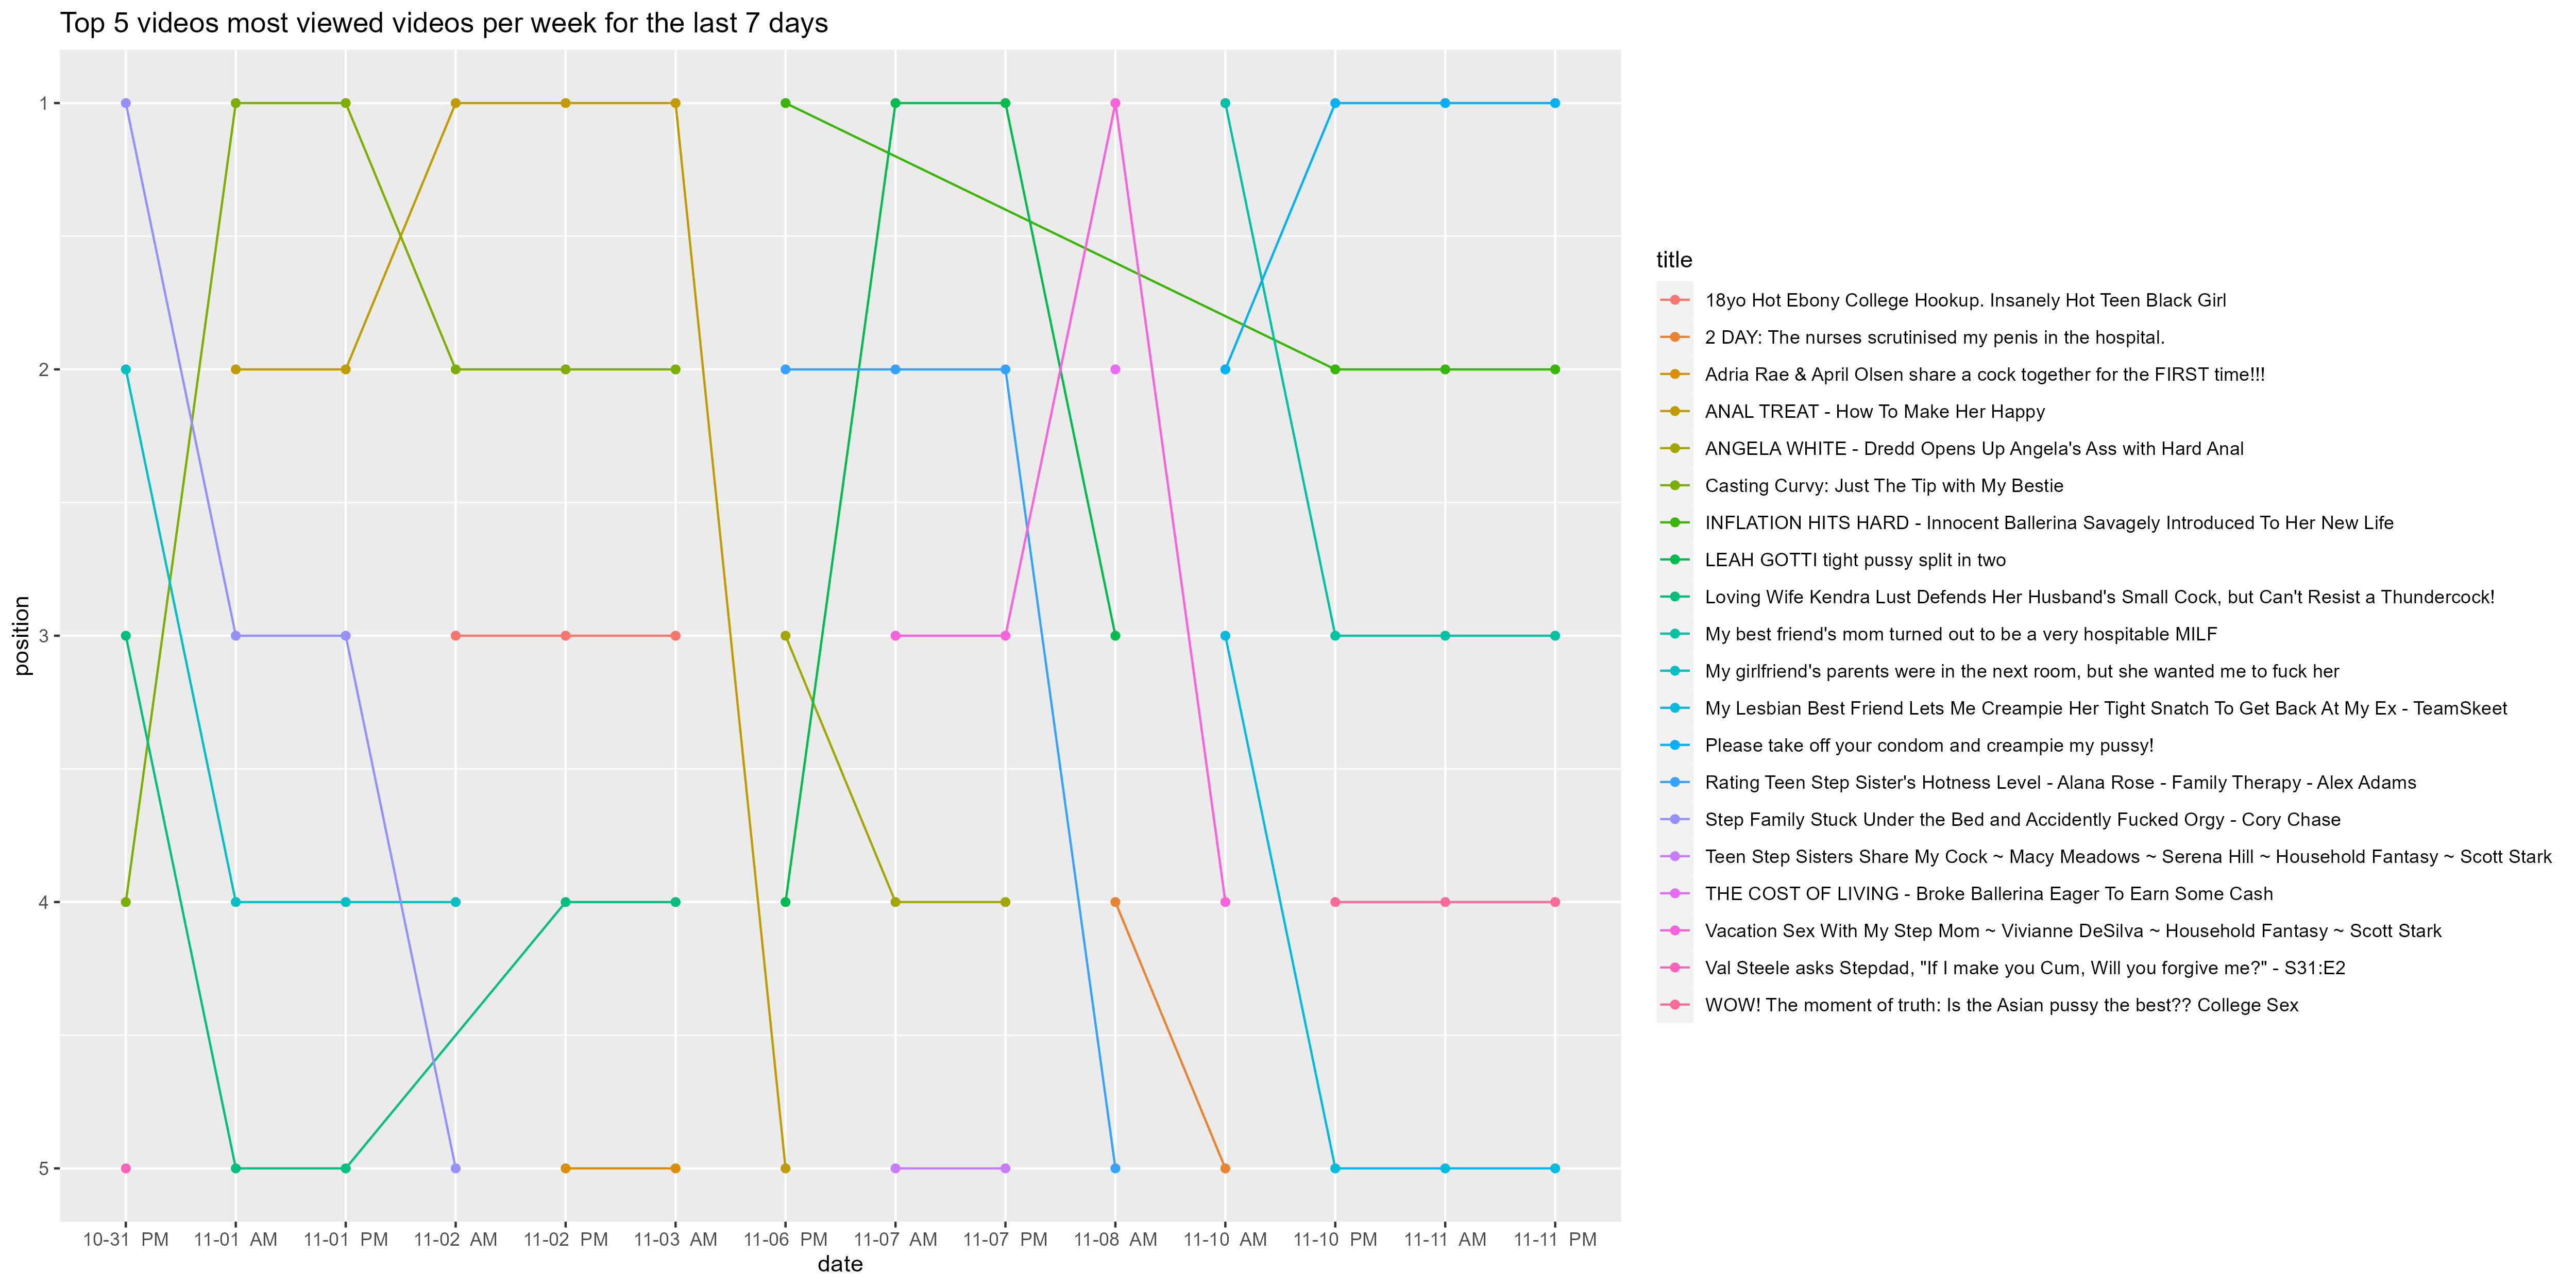 Top 5 videos most viewed videos per week for the last 7 days
position
1
2
3
4
5
10-31 PM
11-01 AM
11-01 PM
11-02 AM
11-02 PM
11-03 AM
11-06 PM
11-07 AM
11-07 PM
11-08 AM
11-10 AM
11-10 PM
11-11 AM
11-11 PM
date
title
18yo Hot Ebony College Hookup. Insanely Hot Teen Black Girl
2 DAY: The nurses scrutinised my penis in the hospital.
Adria Rae & April Olsen share a cock together for the FIRST time!!!
ANAL TREAT - How To Make Her Happy
ANGELA WHITE - Dredd Opens Up Angela's Ass with Hard Anal
Casting Curvy: Just The Tip with My Bestie
INFLATION HITS HARD - Innocent Ballerina Savagely Introduced To Her New Life
LEAH GOTTI tight pussy split in two
Loving Wife Kendra Lust Defends Her Husband's Small Cock, but Can't Resist a Thundercock!
My best friend's mom turned out to be a very hospitable MILF
My girlfriend's parents were in the next room, but she wanted me to fuck her
My Lesbian Best Friend Lets Me Creampie Her Tight Snatch To Get Back At My Ex - TeamSkeet
Please take off your condom and creampie my pussy!
Rating Teen Step Sister's Hotness Level - Alana Rose - Family Therapy - Alex Adams
Step Family Stuck Under the Bed and Accidently Fucked Orgy - Cory Chase
Teen Step Sisters Share My Cock ~ Macy Meadows ~ Serena Hill ~ Household Fantasy ~ Scott Stark
THE COST OF LIVING - Broke Ballerina Eager To Earn Some Cash
Vacation Sex With My Step Mom ~ Vivianne DeSilva ~ Household Fantasy ~ Scott Stark
Val Steele asks Stepdad, "If I make you Cum, Will you forgive me?" - S31:E2
WOW! The moment of truth: Is the Asian pussy the best?? College Sex